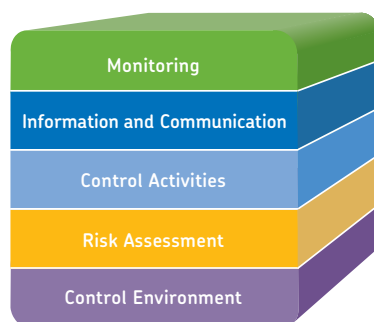 Monitoring
Information and Communication
Control Activities
Risk Assessment
Control Environment